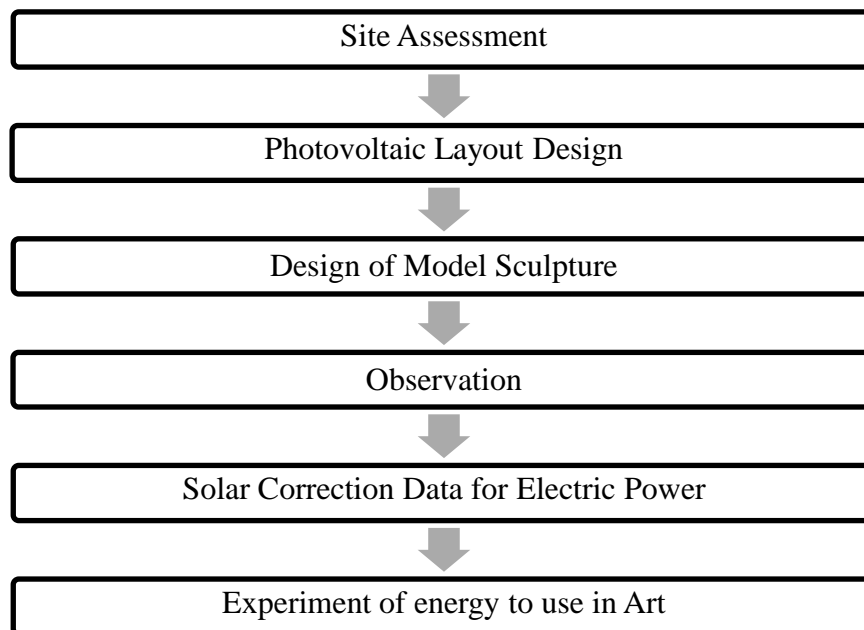 Site Assessment
Photovoltaic Layout Design
Design of Model Sculpture
Observation
Solar Correction Data for Electric Power
Experiment of energy to use in Art